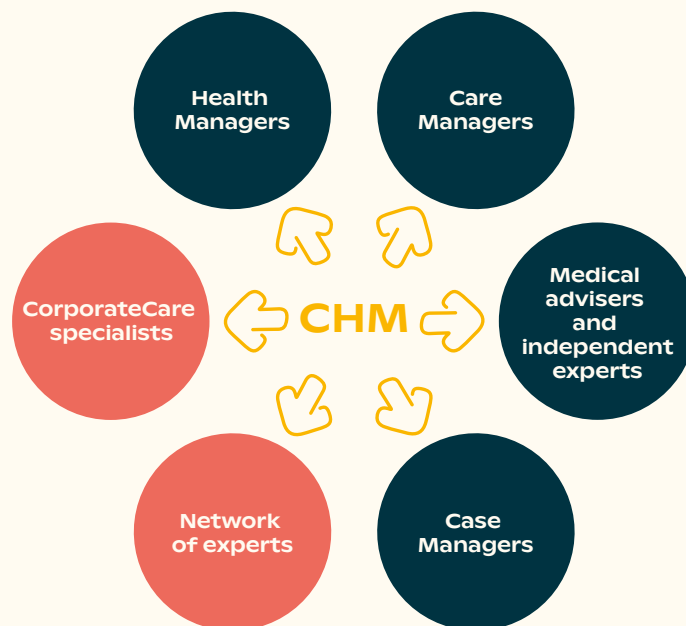 Health
Managers
Care
Managers
CorporateCare
specialists
CHM
Medical
advisers
and
independent
experts
Network
of experts
Case
Managers